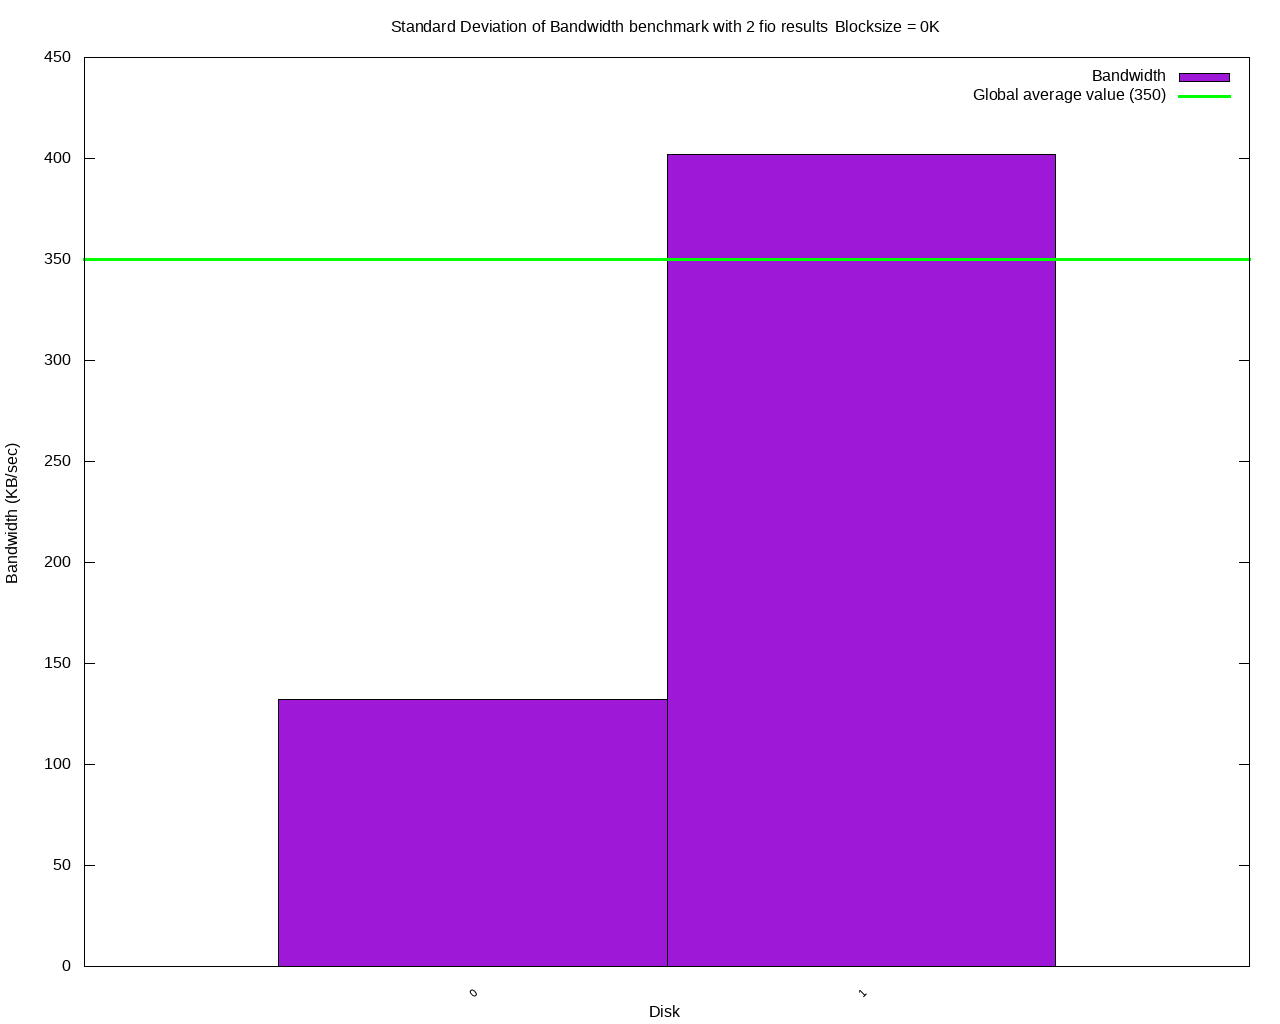 Standard Deviation of Bandwidth benchmark with 2 fio results Blocksize = 0K
450
400
350
300
250
200
150
100
50
0
Bandwidth
Global average value (350)
Bandwidth (KB/sec)
0
1
Disk